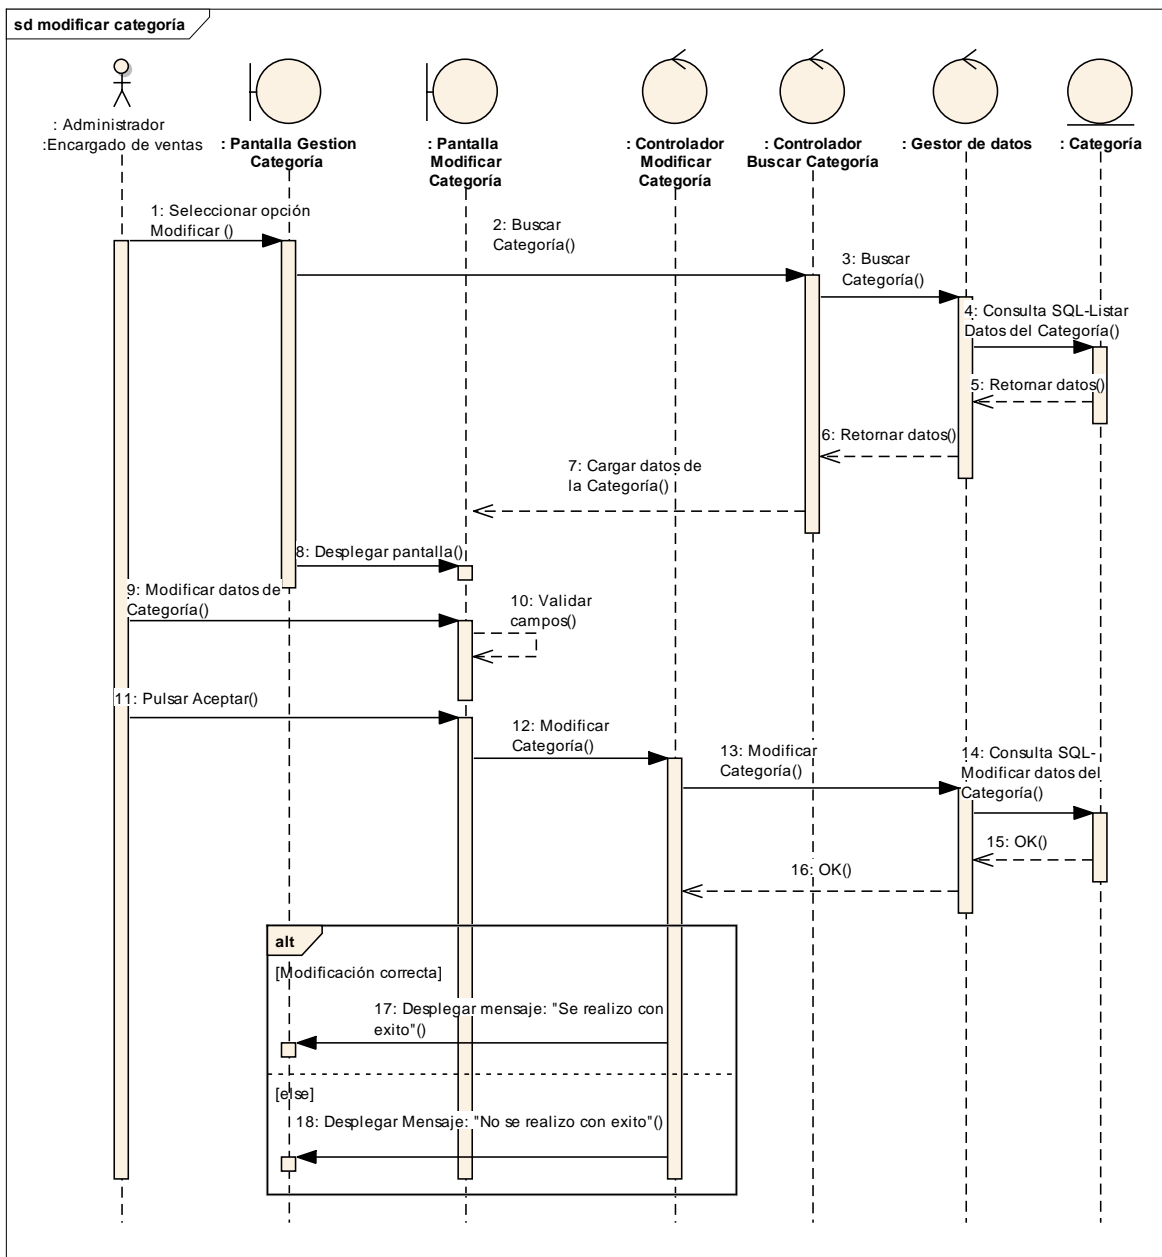 sd modificar categoría
: Administrador
:Encargado de ventas
: Pantalla Gestion
Categoría
: Pantalla
Modificar
Categoría
: Controlador
Modificar
Categoría
: Controlador
Buscar Categoría
: Gestor de datos
: Categoría
1: Seleccionar opción
Modificar ()
2: Buscar
Categoría()
3: Buscar
Categoría()
4: Consulta SQL-Listar
Datos del Categoría()
5: Retornar datos()
6: Retornar datos()
7: Cargar datos de
la Categoría()
8: Desplegar pantalla()
9: Modificar datos de
Categoría()
10: Validar
campos()
11: Pulsar Aceptar()
12: Modificar
Categoría()
13: Modificar
Categoría()
14: Consulta SQL-
Modificar datos del
Categoría()
15: OK()
16: OK()
alt
[Modificación correcta]
17: Desplegar mensaje: "Se realizo con
exito"()
[else]
18: Desplegar Mensaje: "No se realizo con exito"()